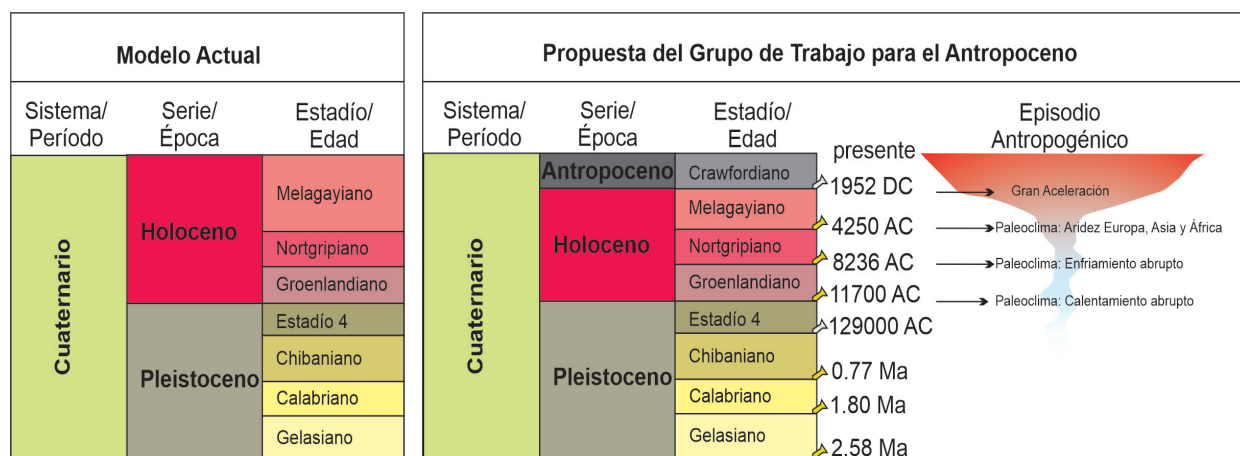 Modelo Actual
Sistema/
Período
Serie/
Época
Estadío/
Edad
Cuaternario
Holoceno
Pleistoceno
Melagayiano
Nortgripiano
Groenlandiano
Estadío 4
Chibaniano
Calabriano
Gelasiano
Propuesta del Grupo de Trabajo para el Antropoceno
Sistema/
Período
Serie/
Época
Estadío/
Edad
Episodio
Antropogénico
Cuaternario
Antropoceno
Holoceno
Pleistoceno
Crawfordiano
Melagayiano
Nortgripiano
Groenlandiano
Estadío 4
Chibaniano
Calabriano
Gelasiano
presente
1952 DC
4250 AC
8236 AC
11700 AC
129000 AC
0.77 Ma
1.80 Ma
2.58 Ma
Gran Aceleración
Paleoclima: Aridez Europa, Asia y África
Paleoclima: Enfriamiento abrupto
Paleoclima: Calentamiento abrupto